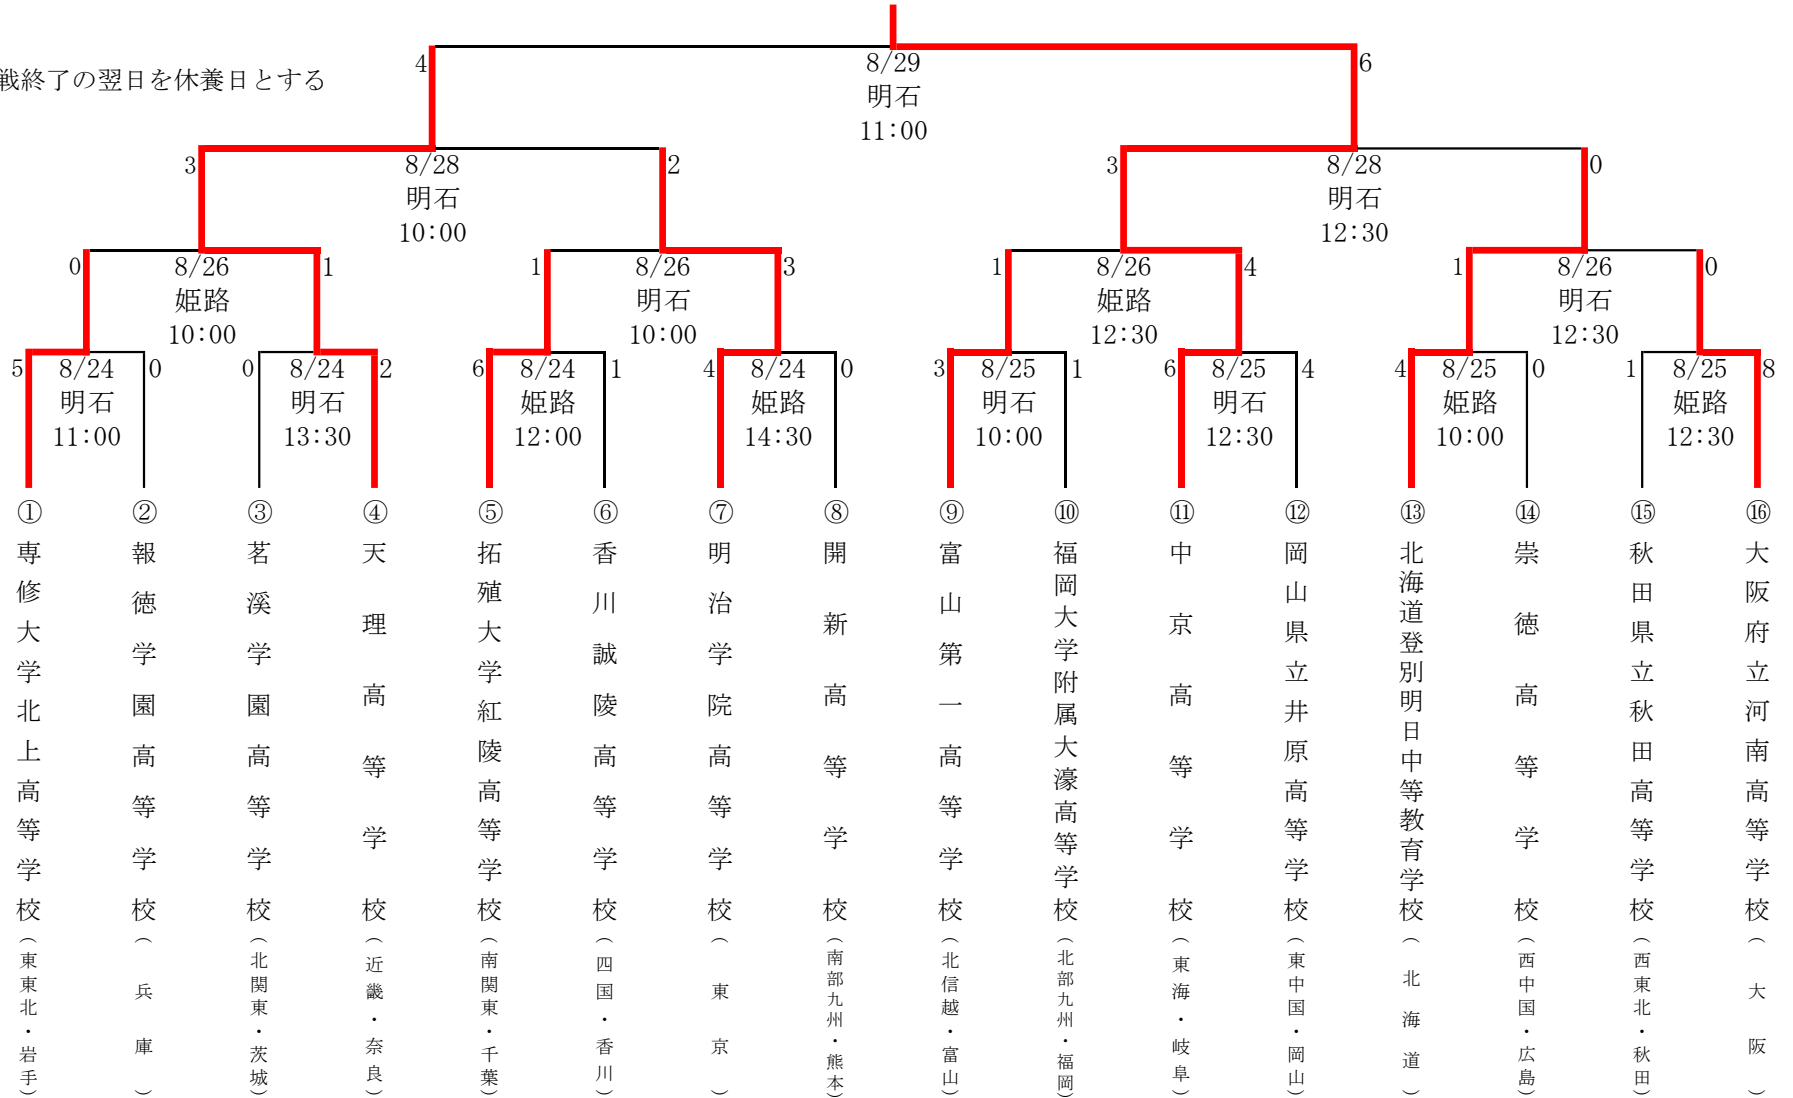 4
8/29
6
戦終了の翌日を休養日とする
明石
11:00
3
8/28
2
3
8/28
0
明石
明石
10:00
12:30
0
8/26
1
1
8/26
3
1
8/26
4
1
8/26
0
姫路
明石
姫路
明石
10:00
10:00
12:30
12:30
5
8/24
0
0
8/24
2
6
8/24
1
4
8/24
0
3
8/25
1
6
8/25
4
4
8/25
0
1
8/25
8
明石
明石
姫路
姫路
明石
明石
姫路
姫路
11:00
13:30
12:00
14:30
10:00
12:30
10:00
12:30
①
専修大学北上高等学校
(東東北・岩手)
②
報徳学園高等学校
(兵庫)
③
茗溪学園高等学校
(北関東・茨城)
④
天理高等学校
(近畿・奈良)
⑤
拓殖大学紅陵高等学校
(南関東・千葉)
⑥
香川誠陵高等学校
(四国・香川)
⑦
明治学院高等学校
(東京)
⑧
開新高等学校
(南部九州・熊本)
⑨
富山第一高等学校
(北信越・富山)
⑩
福岡大学附属大濠高等学校
(北部九州・福岡)
⑪
中京高等学校
(東海・岐阜)
⑫
岡山県立井原高等学校
(東中国・岡山)
⑬
北海道登別明日中等教育学校
(北海道)
⑭
崇徳高等学校
(西中国・広島)
⑮
秋田県立秋田高等学校
(西東北・秋田)
⑯
大阪府立河南高等学校
(大阪)